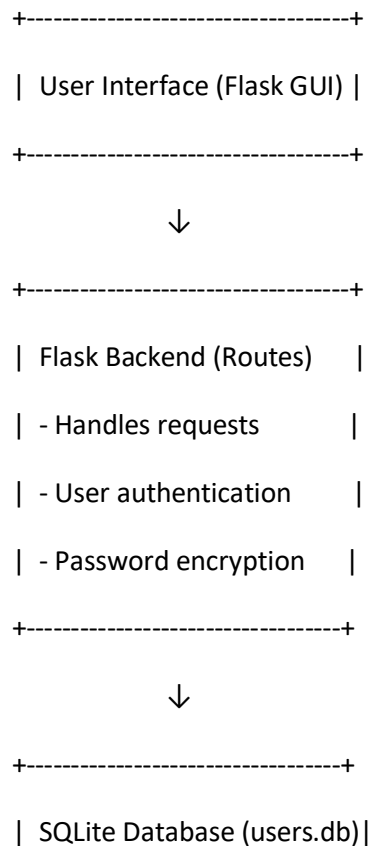 +------------------------------------+
| User Interface (Flask GUI) |
+------------------------------------+
↓
+------------------------------------+
| Flask Backend (Routes) |
| - Handles requests |
| - User authentication |
| - Password encryption |
+-----------------------------------+
↓
+-----------------------------------+
| SQLite Database (users.db)|